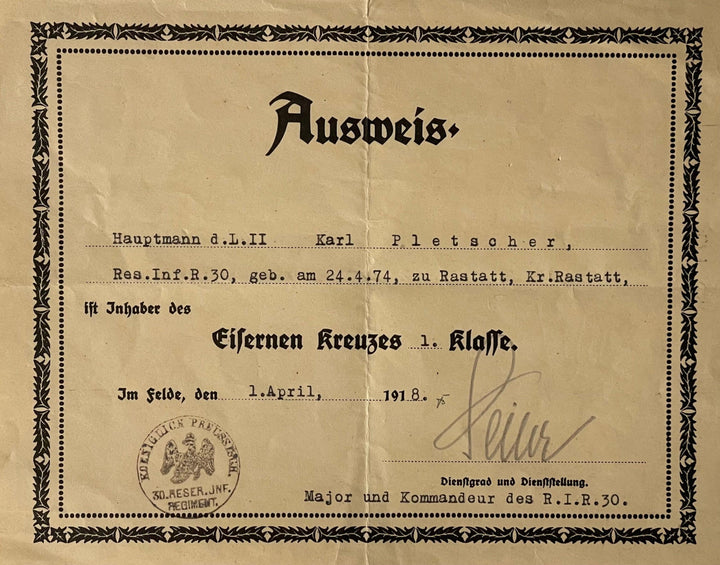 Ausweis.
Hauptmann d.L.II Karl Pletscher,
Res.Inf.R.30, geb. am 24.4.74, zu Rastatt, Kr.Rastatt,
ist Inhaber des
Eisernen Kreuzes 1. Klasse.
Im Felde, den 1.April, 1918.
KOENIGLICH PREUSSISCH.
30.RESER.INF.
REGIMENT.
Dienstgrad und Dienststellung.
Major und Kommandeur des R.I.R.30.